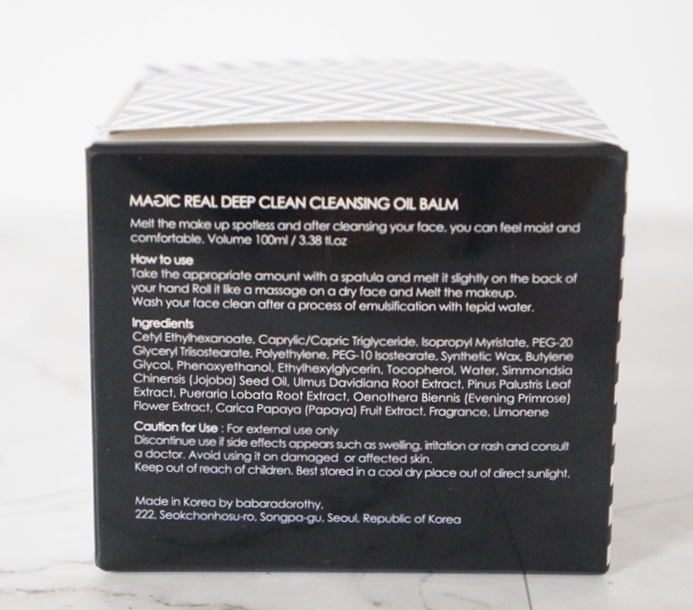 MAGIC REAL DEEP CLEAN CLEANSING OIL BALM
Melt the make up spotless and after cleansing your face, you can feel moist and
comfortable. Volume 100ml / 3.38 fl.oz
How to use
Take the appropriate amount with a spatula and melt it slightly on the back of
your hand Roll it like a massage on a dry face and Melt the makeup.
Wash your face clean after a process of emulsification with tepid water.
Ingredients
Cetyl Ethylhexanoate, Caprylic/Capric Triglyceride, Isopropyl Myristate, PEG-20
Glyceryl Triisostearate, Polyethylene, PEG-10 Isostearate, Synthetic Wax, Butylene
Glycol, Phenoxyethanol, Ethylhexylglycerin, Tocopherol, Water, Simmondsia
Chinensis (Jojoba) Seed Oil, Ulmus Davidiana Root Extract, Pinus Palustris Leaf
Extract, Pueraria Lobata Root Extract, Oenothera Biennis (Evening Primrose)
Flower Extract, Carica Papaya (Papaya) Fruit Extract, Fragrance, Limonene
Caution for Use : For external use only
Discontinue use if side effects appears such as swelling, irritation or rash and consult
a doctor. Avoid using it on damaged or affected skin.
Keep out of reach of children. Best stored in a cool dry place out of direct sunlight.
Made in Korea by babaradorothy,
222, Seokchonhosu-ro, Songpa-gu, Seoul, Republic of Korea